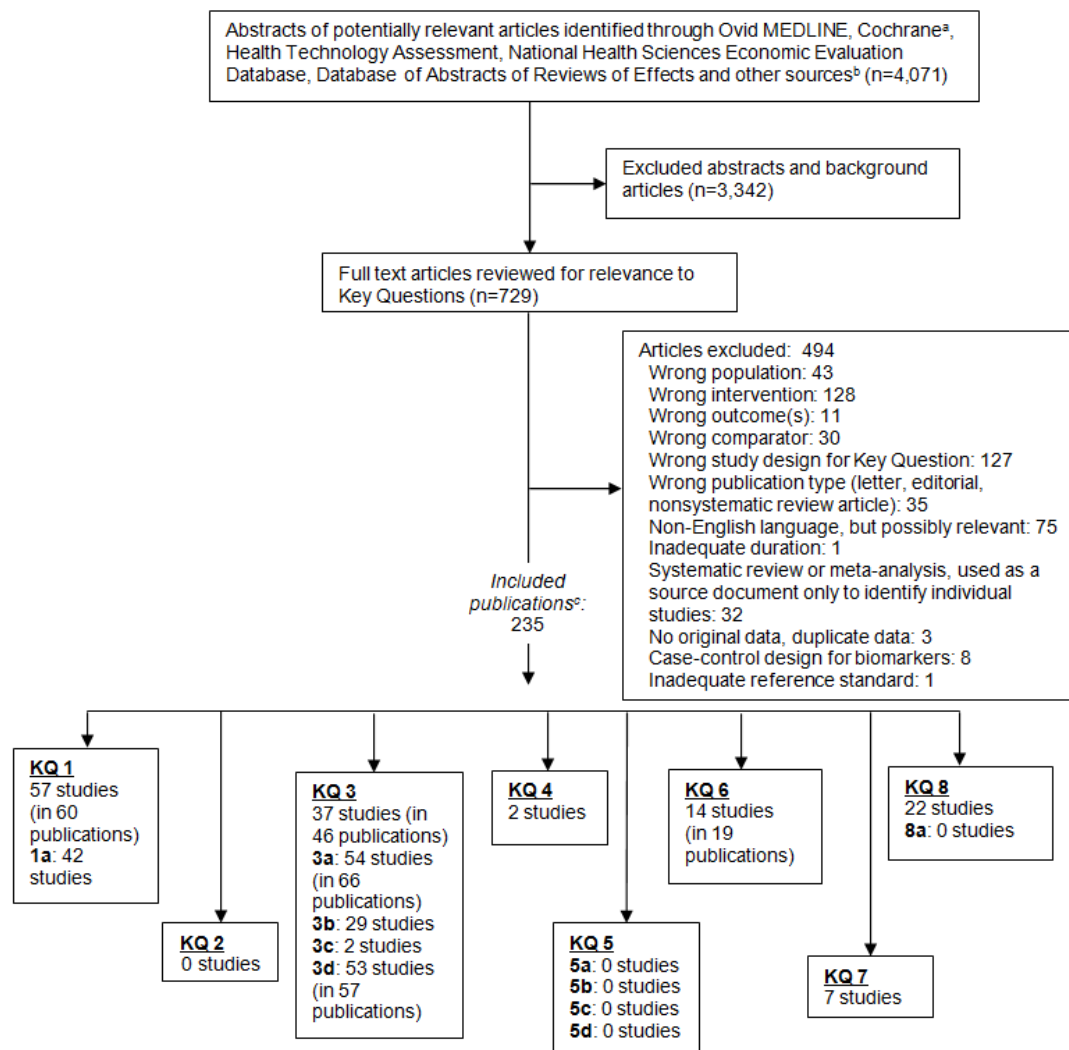 Abstracts of potentially relevant articles identified through Ovid MEDLINE, Cochraneᵃ,
Health Technology Assessment, National Health Sciences Economic Evaluation
Database, Database of Abstracts of Reviews of Effects and other sourcesᵇ (n=4,071)
Excluded abstracts and background
articles (n=3,342)
Full text articles reviewed for relevance to
Key Questions (n=729)
Articles excluded: 494
Wrong population: 43
Wrong intervention: 128
Wrong outcome(s): 11
Wrong comparator: 30
Wrong study design for Key Question: 127
Wrong publication type (letter, editorial,
nonsystematic review article): 35
Non-English language, but possibly relevant: 75
Inadequate duration: 1
Systematic review or meta-analysis, used as a
source document only to identify individual
studies: 32
No original data, duplicate data: 3
Case-control design for biomarkers: 8
Inadequate reference standard: 1
Included
publicationsᶜ:
235
KQ 1
57 studies
(in 60
publications)
1a: 42
studies
KQ 2
0 studies
KQ 3
37 studies (in
46 publications)
3a: 54 studies
(in 66
publications)
3b: 29 studies
3c: 2 studies
3d: 53 studies
(in 57
publications)
KQ 4
2 studies
KQ 5
5a: 0 studies
5b: 0 studies
5c: 0 studies
5d: 0 studies
KQ 6
14 studies
(in 19
publications)
KQ 7
7 studies
KQ 8
22 studies
8a: 0 studies